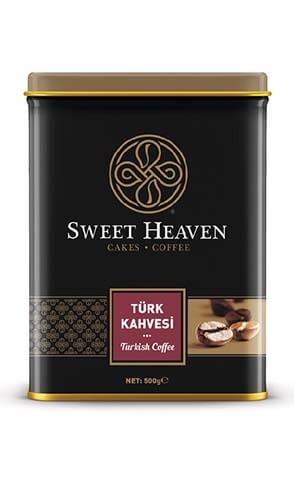 ®
SWEET HEAVEN
CAKES • COFFEE
TÜRK
KAHVESİ
Turkish Coffee
NET: 500g℮